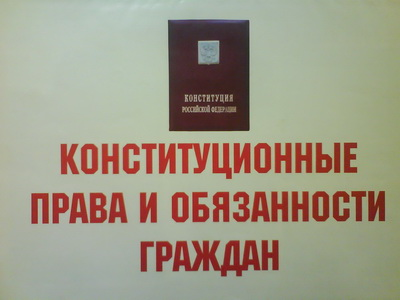 КОНСТИТУЦИЯ
РОССИЙСКОЙ ФЕДЕРАЦИИ
КОНСТИТУЦИОННЫЕ
ПРАВА И ОБЯЗАННОСТИ
ГРАЖДАН